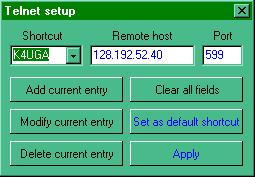 Telnet setup
Shortcut Remote host Port
K4UGA 128.192.52.40 599
Add current entry Clear all fields
Modify current entry Set as default shortcut
Delete current entry Apply